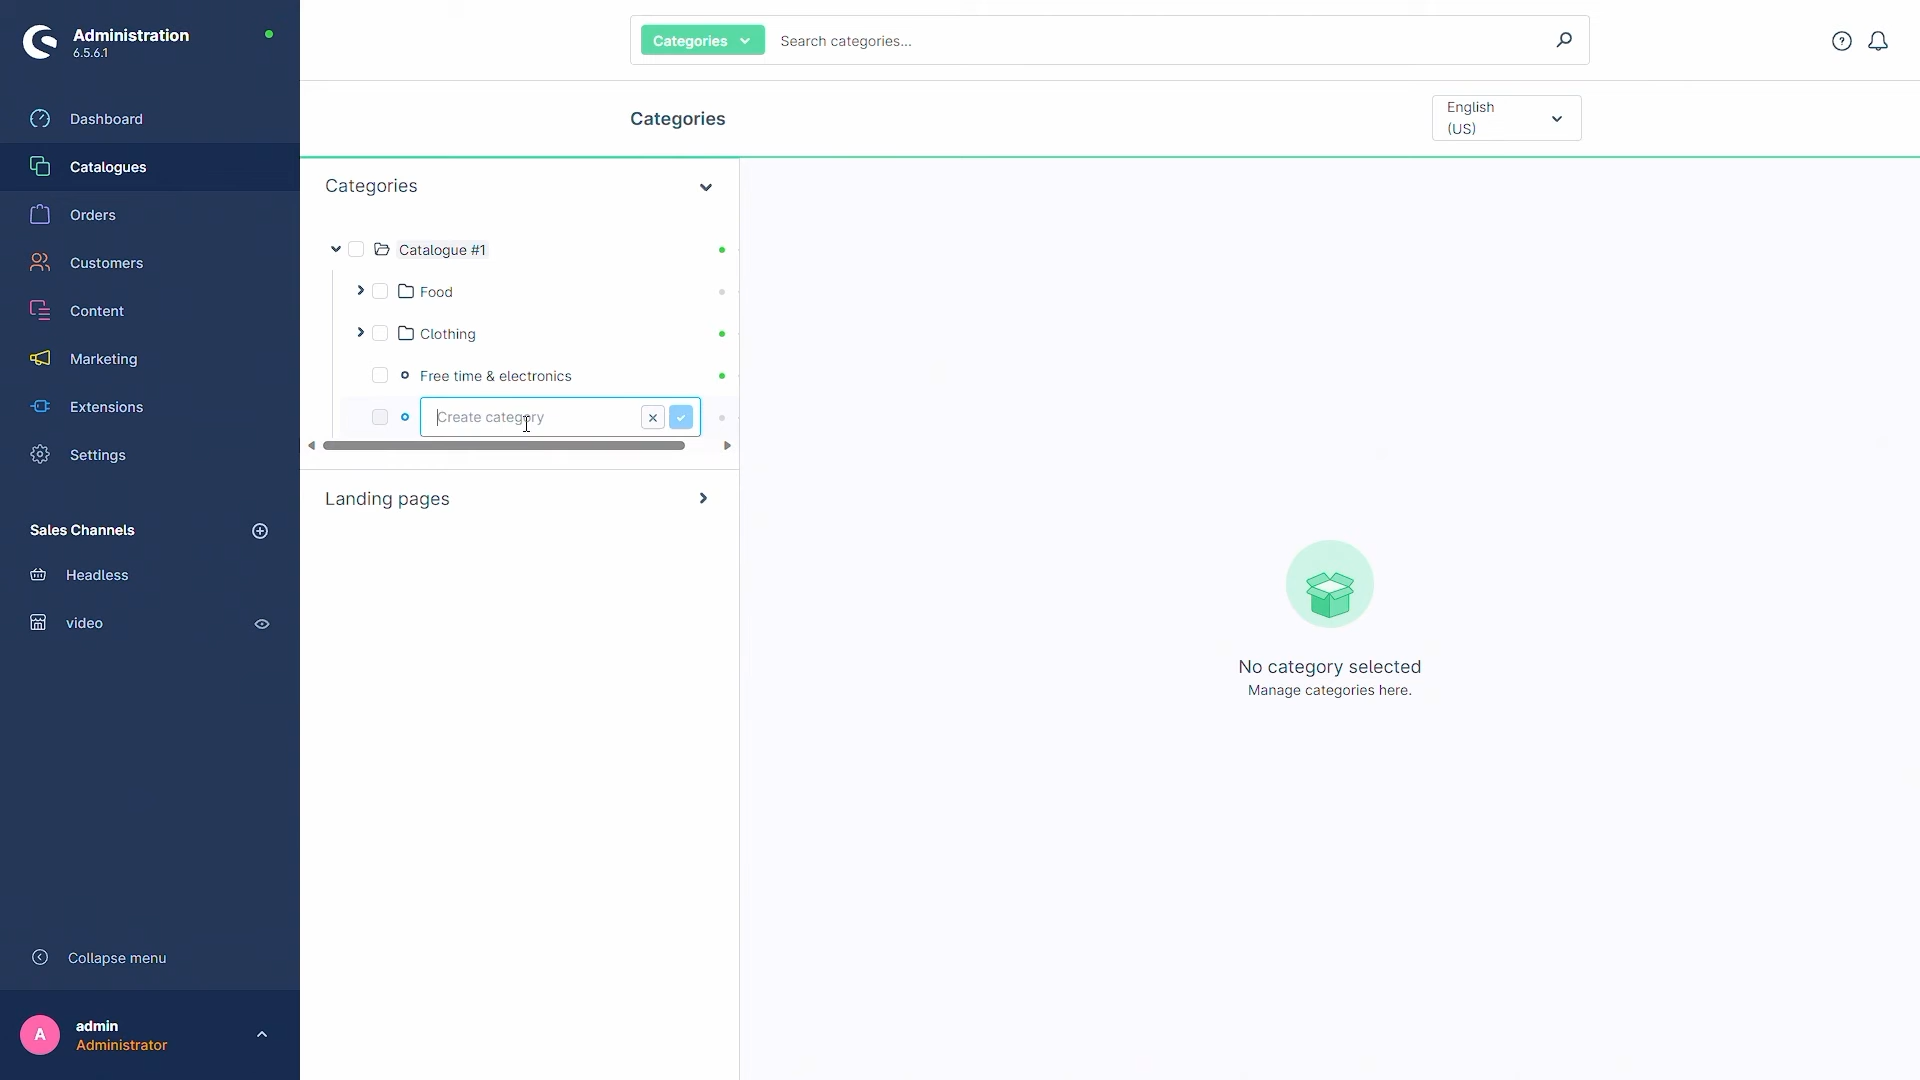 Administration
6.5.6.1
Dashboard
Catalogues
Orders
Customers
Content
Marketing
Extensions
Settings
Sales Channels
Headless
video
Collapse menu
A
admin
Administrator
Categories
Search categories...
Categories
English
(US)
Categories
Catalogue #1
Food
Clothing
Free time & electronics
Create category
Landing pages
No category selected
Manage categories here.